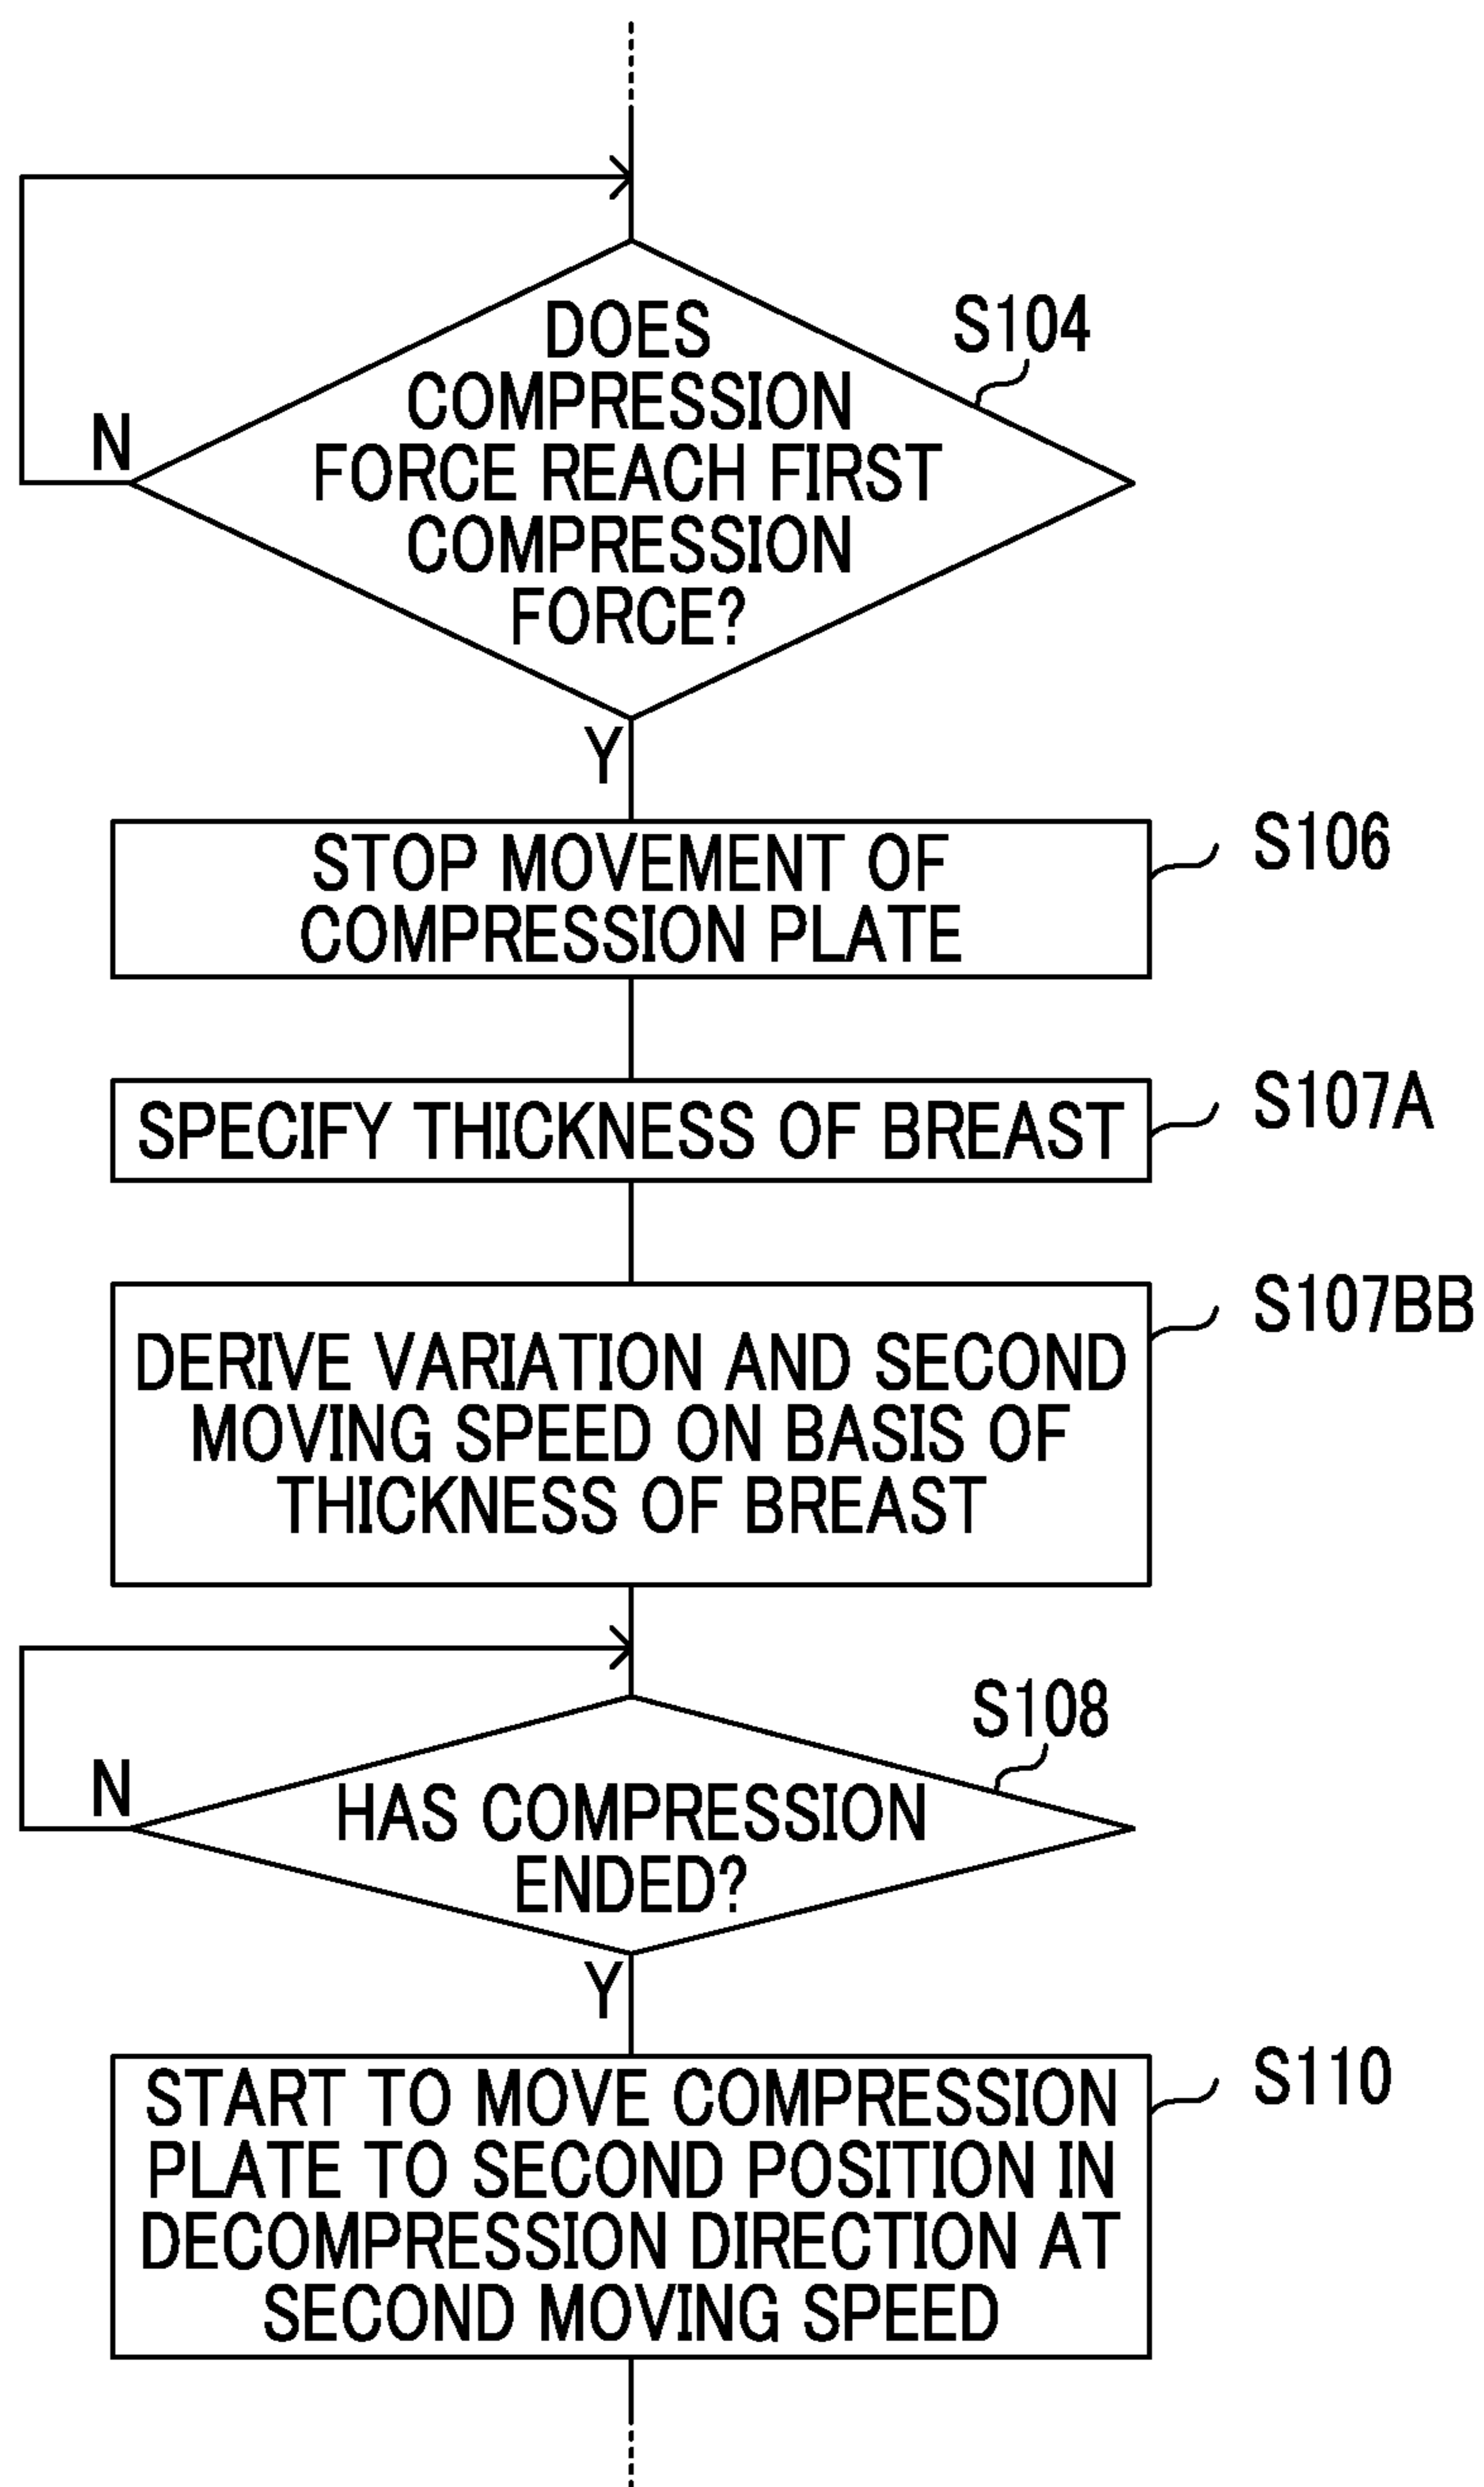 DOES
COMPRESSION
FORCE REACH FIRST
COMPRESSION
FORCE?
S104
N
Y
STOP MOVEMENT OF
COMPRESSION PLATE
S106
SPECIFY THICKNESS OF BREAST
S107A
DERIVE VARIATION AND SECOND
MOVING SPEED ON BASIS OF
THICKNESS OF BREAST
S107BB
HAS COMPRESSION
ENDED?
S108
N
Y
START TO MOVE COMPRESSION
PLATE TO SECOND POSITION IN
DECOMPRESSION DIRECTION AT
SECOND MOVING SPEED
S110